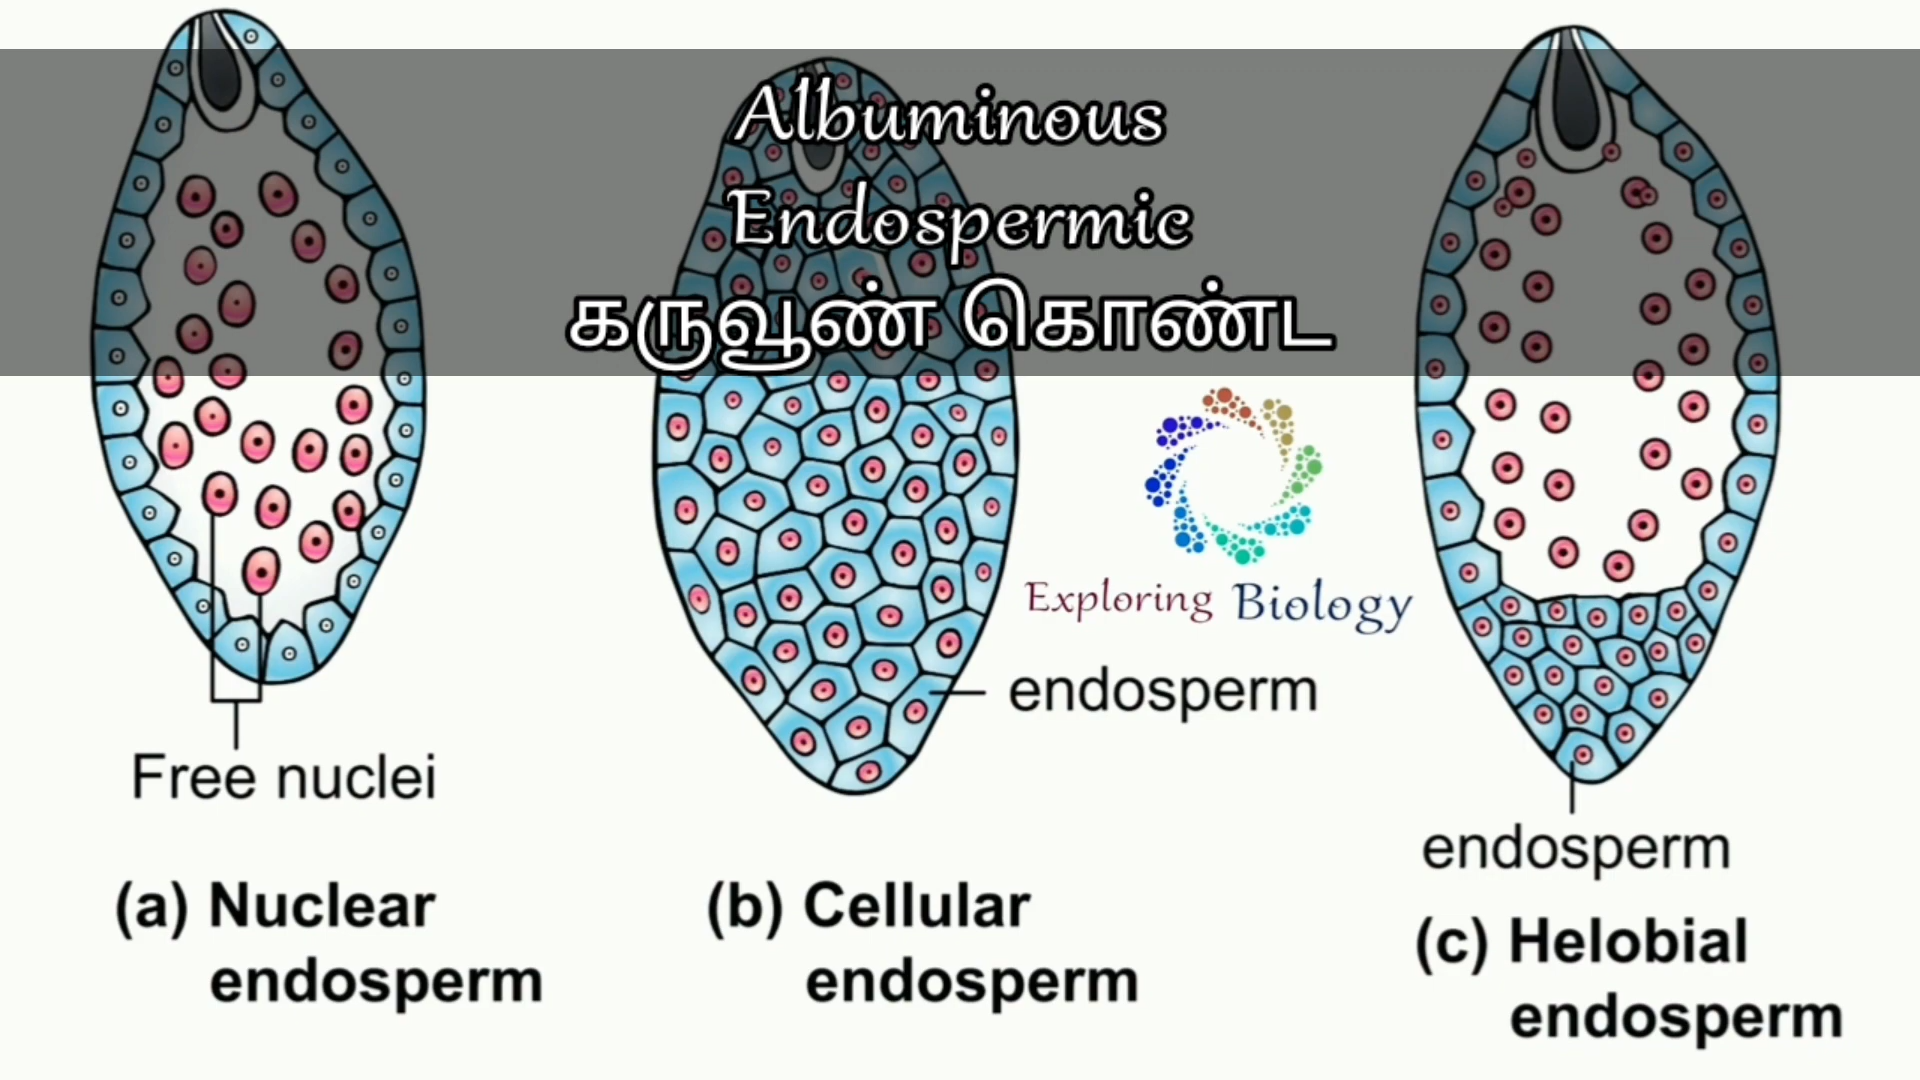 Albuminous
Endospermic
கருவூண் கொண்ட
Exploring Biology
endosperm
Free nuclei
endosperm
(a) Nuclear
endosperm
(b) Cellular
endosperm
(c) Helobial
endosperm